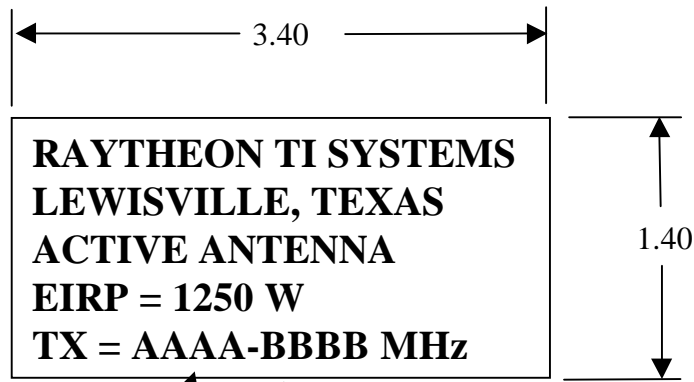 3.40
RAYTHEON TI SYSTEMS
LEWISVILLE, TEXAS
ACTIVE ANTENNA
EIRP = 1250 W
TX = AAAA-BBBB MHz
1.40